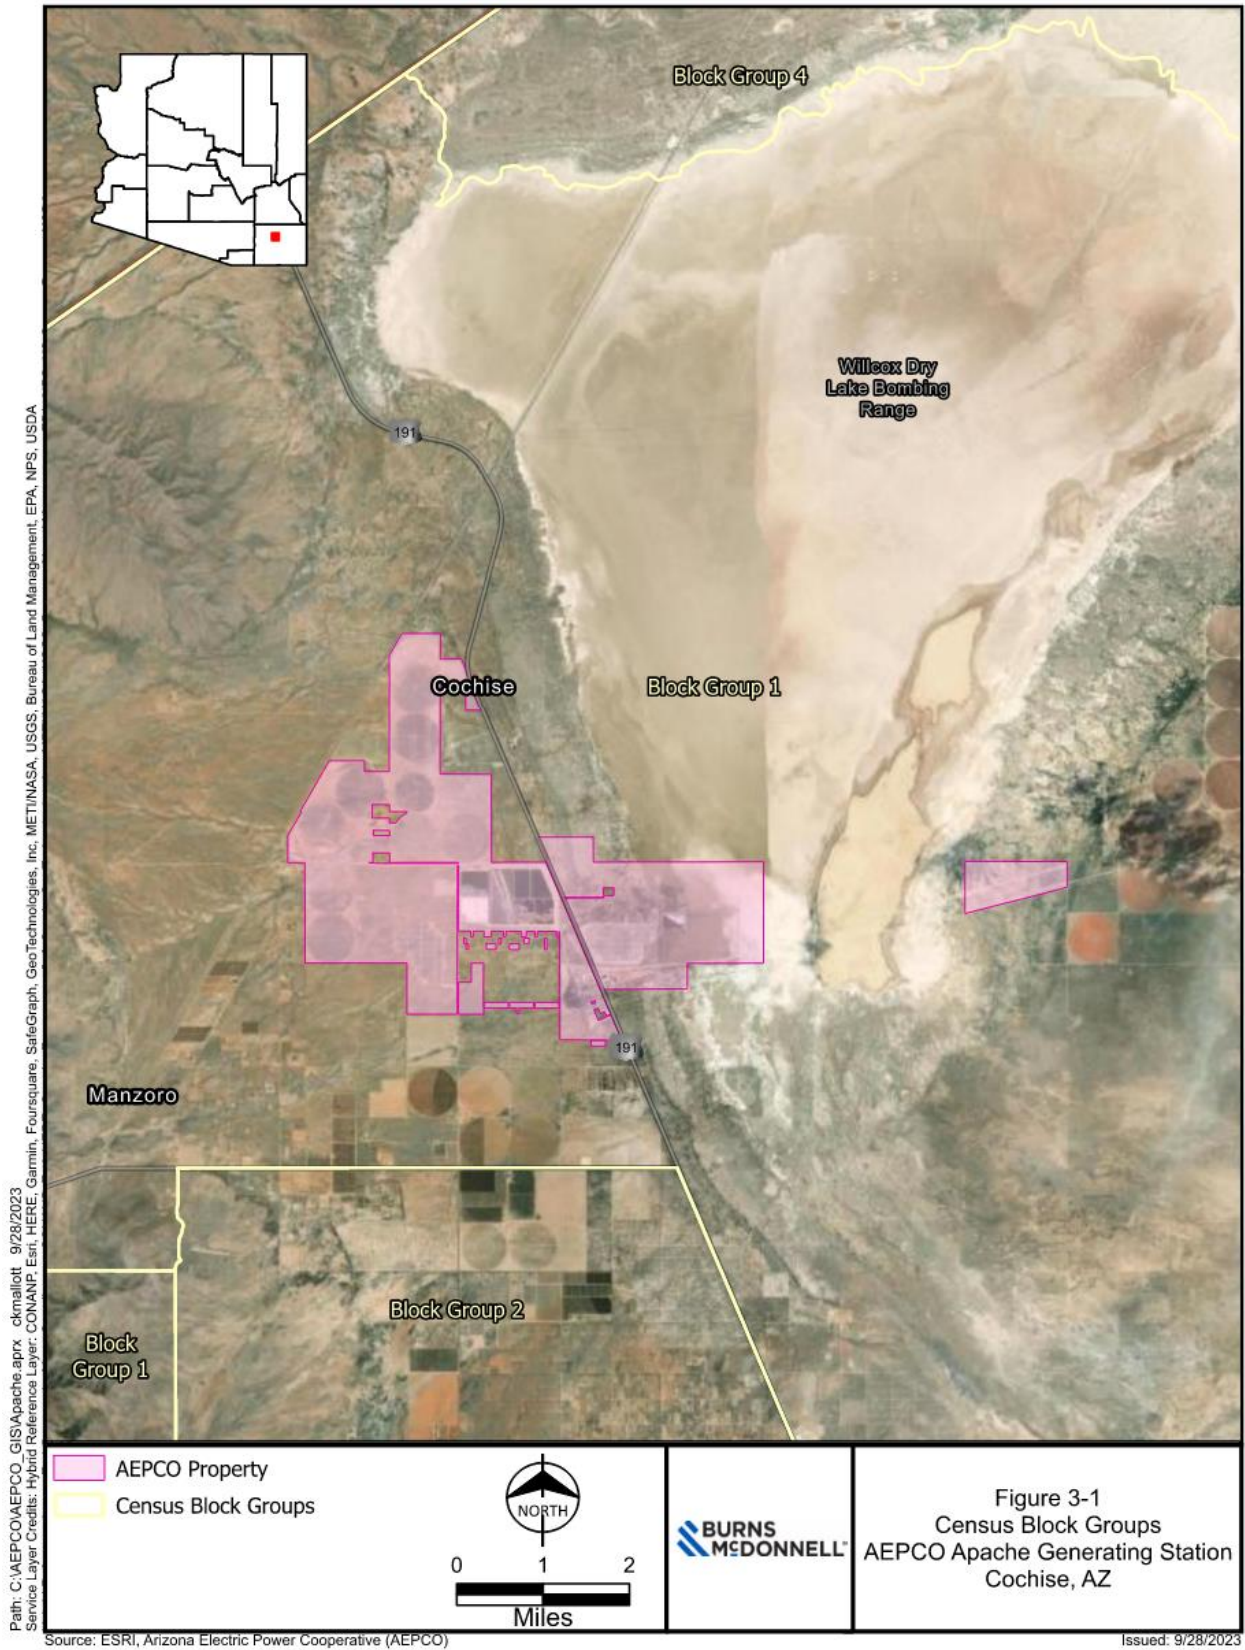 Block Group 4
Willcox Dry
Lake Bombing
Range
191
Cochise
Block Group 1
191
Manzoro
Block Group 2
Block
Group 1
Path: C:\AEPCO\AEPCO_GIS\Apache.aprx ckmallott 9/28/2023
Service Layer Credits: Hybrid Reference Layer: CONANP, Esri, HERE, Garmin, Foursquare, SafeGraph, GeoTechnologies, Inc, METI/NASA, USGS, Bureau of Land Management, EPA, NPS, USDA
AEPCO Property
Census Block Groups
NORTH
0 1 2
Miles
BURNS
MCDONNELL
Figure 3-1
Census Block Groups
AEPCO Apache Generating Station
Cochise, AZ
Source: ESRI, Arizona Electric Power Cooperative (AEPCO)
Issued: 9/28/2023